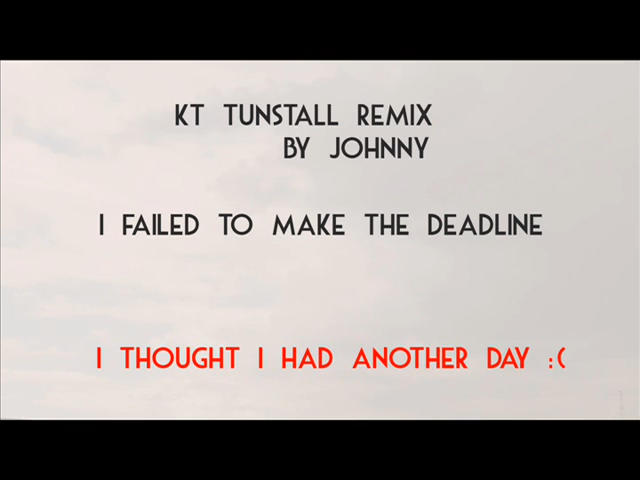 KT TUNSTALL REMIX
BY JOHNNY
I FAILED TO MAKE THE DEADLINE
I THOUGHT I HAD ANOTHER DAY :(